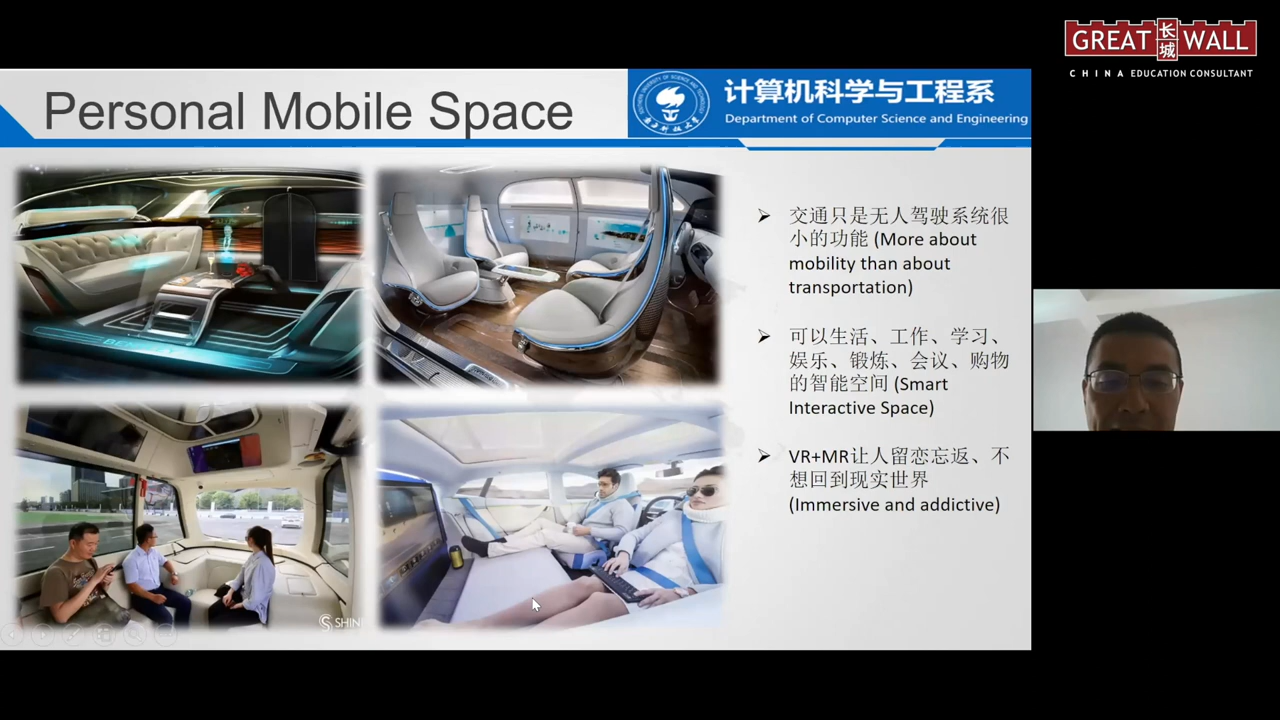 GREAT 长城 WALL
CHINA EDUCATION CONSULTANT
Personal Mobile Space
计算机科学与工程系
Department of Computer Science and Engineering
交通只是无人驾驶系统很
小的功能 (More about
mobility than about
transportation)
可以生活、工作、学习、
娱乐、锻炼、会议、购物
的智能空间 (Smart
Interactive Space)
VR+MR让人留恋忘返、不
想回到现实世界
(Immersive and addictive)
SHIN